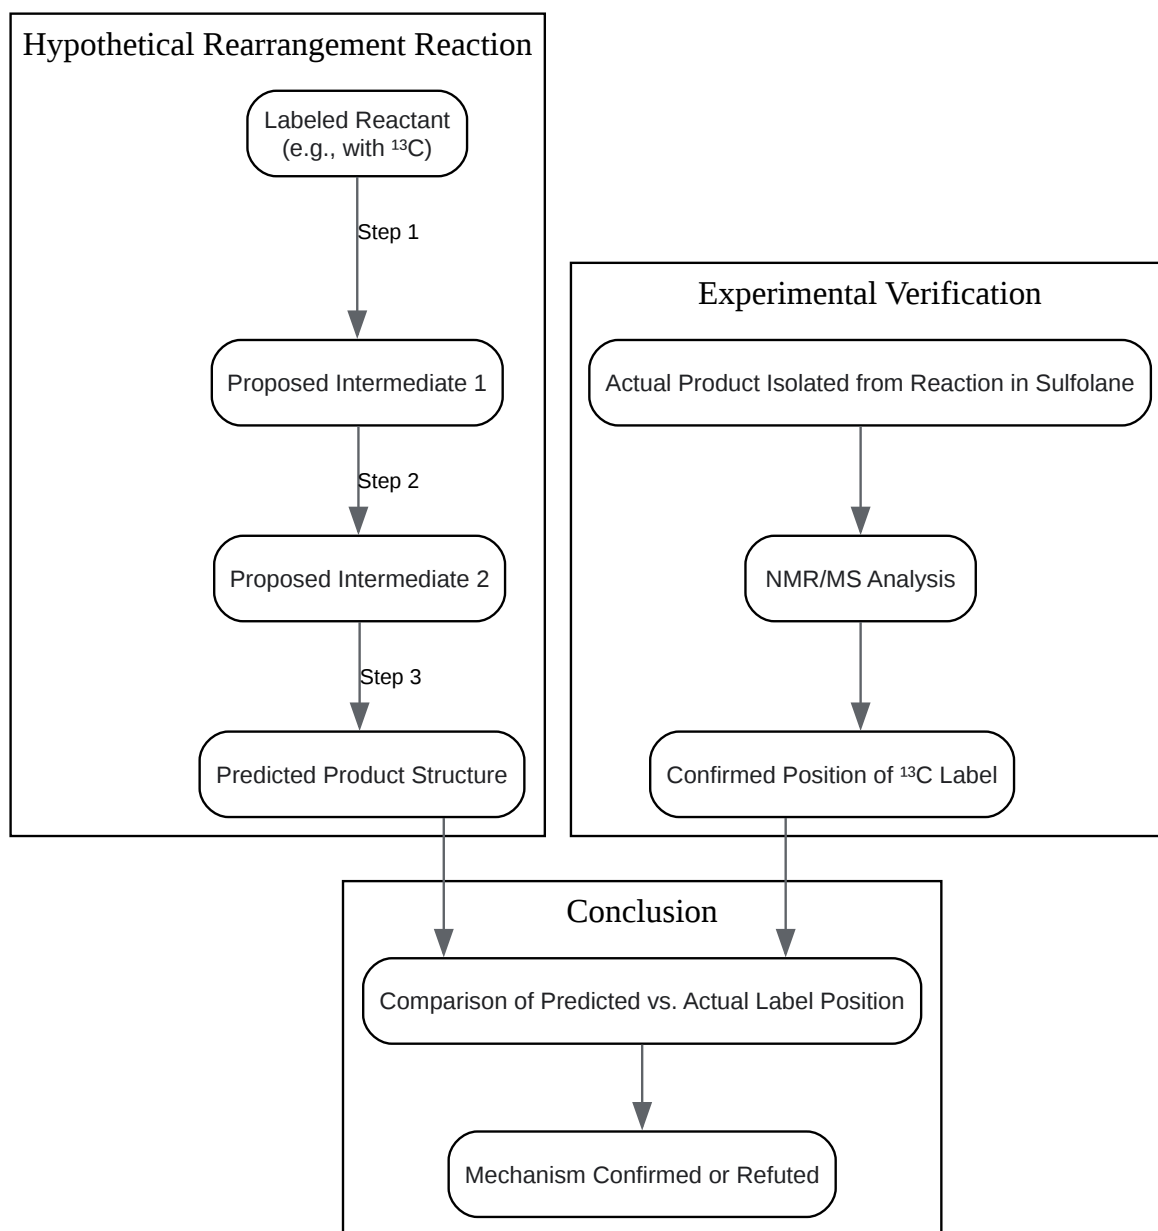 Hypothetical Rearrangement Reaction
Labeled Reactant
(e.g., with ¹³C)
Step 1
Proposed Intermediate 1
Step 2
Proposed Intermediate 2
Step 3
Predicted Product Structure
Experimental Verification
Actual Product Isolated from Reaction in Sulfolane
NMR/MS Analysis
Confirmed Position of ¹³C Label
Conclusion
Comparison of Predicted vs. Actual Label Position
Mechanism Confirmed or Refuted